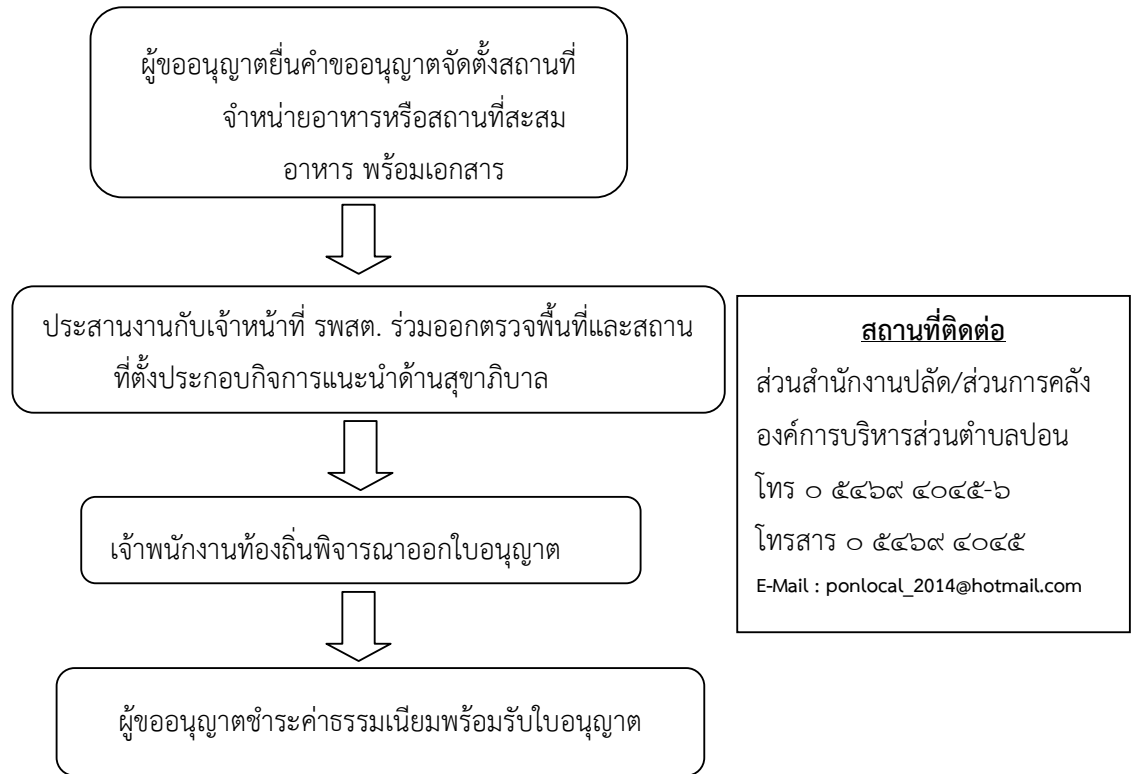 ผู้ขออนุญาตยื่นคำขออนุญาตจัดตั้งสถานที่
จำหน่ายอาหารหรือสถานที่สะสม
อาหาร พร้อมเอกสาร
ประสานงานกับเจ้าหน้าที่ รพสต. ร่วมออกตรวจพื้นที่และสถาน
ที่ตั้งประกอบกิจการแนะนำด้านสุขาภิบาล
เจ้าพนักงานท้องถิ่นพิจารณาออกใบอนุญาต
ผู้ขออนุญาตชำระค่าธรรมเนียมพร้อมรับใบอนุญาต
สถานที่ติดต่อ
ส่วนสำนักงานปลัด/ส่วนการคลัง
องค์การบริหารส่วนตำบลปอน
โทร ๐ ๕๔๖๙ ๔๐๔๕-๖
โทรสาร ๐ ๕๔๖๙ ๔๐๔๕
E-Mail : ponlocal_2014@hotmail.com